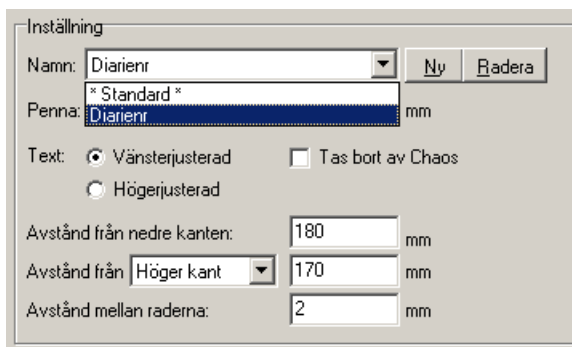 Inställning
Namn: Diarienr Ny Radera
* Standard *
Diarienr
Penna: mm
Text: Vänsterjusterad Tas bort av Chaos
Högerjusterad
Avstånd från nedre kanten: 180 mm
Avstånd från Höger kant 170 mm
Avstånd mellan raderna: 2 mm